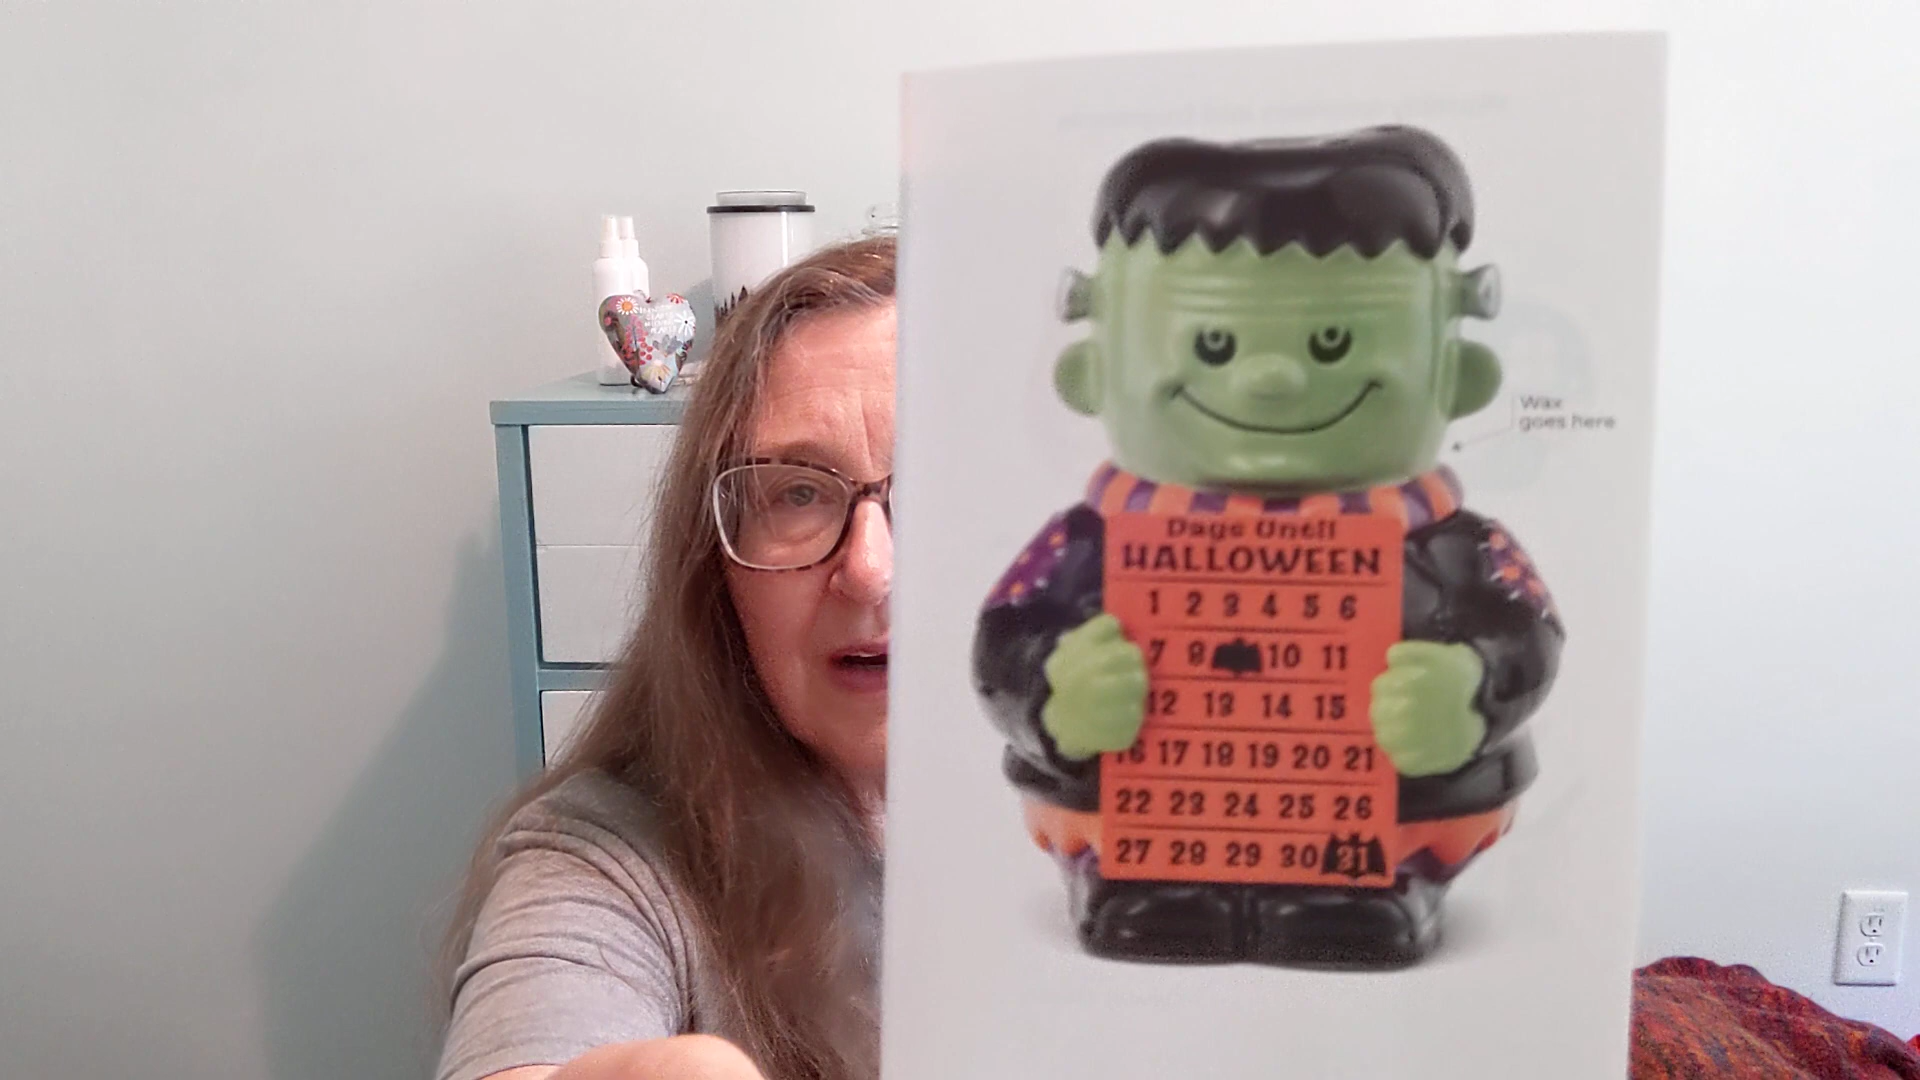 Wax
goes here
Days Until
HALLOWEEN
1 2 3 4 5 6
7 8 10 11
12 13 14 15
16 17 18 19 20 21
22 23 24 25 26
27 28 29 30 31